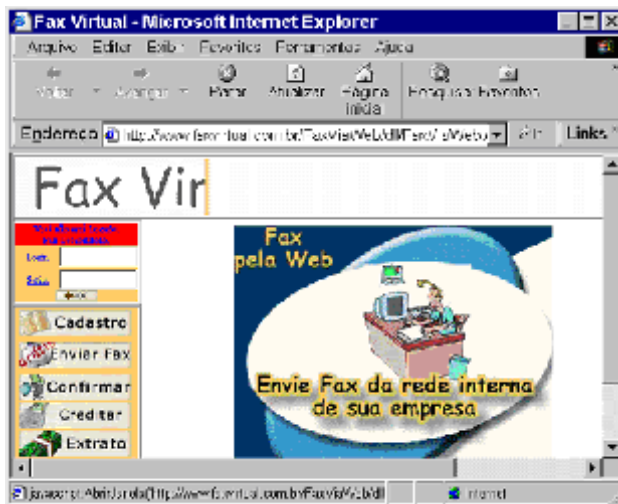 Fax Virtual - Microsoft Internet Explorer
Arquivo Editar Exibir Favoritos Ferramentas Ajuda
Voltar Avançar Parar Atualizar Página Pesquisar Favoritos
inicial
Endereço Links
Fax Vir
Fax
pela Web
Cadastro
Enviar Fax
Confirmar
Creditar
Extrato
Envie Fax da rede interna
de sua empresa
Internet